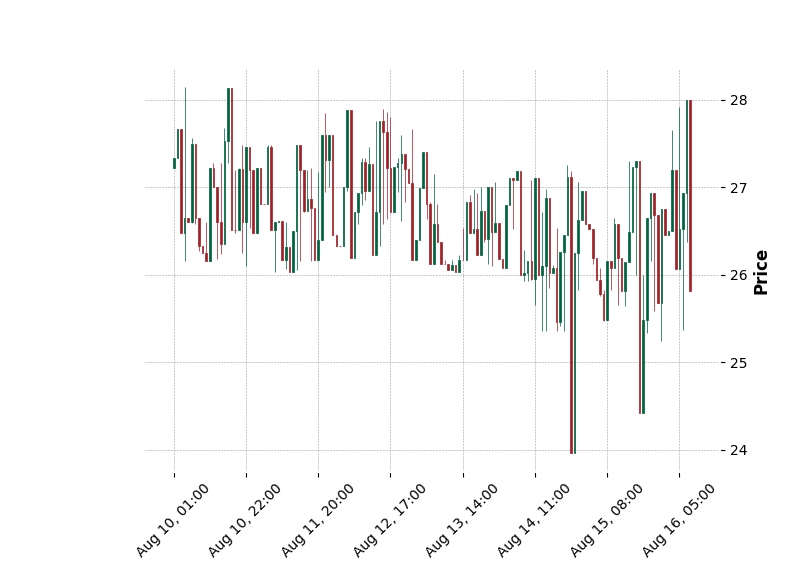 28
27
26
25
24
Price
Aug 10, 01:00
Aug 10, 22:00
Aug 11, 20:00
Aug 12, 17:00
Aug 13, 14:00
Aug 14, 11:00
Aug 15, 08:00
Aug 16, 05:00